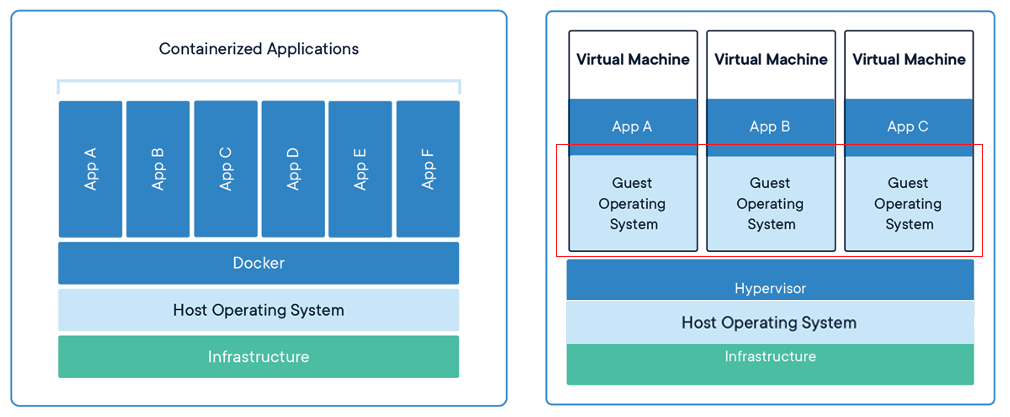 Containerized Applications
App A
App B
App C
App D
App E
App F
Docker
Host Operating System
Infrastructure
Virtual Machine
Virtual Machine
Virtual Machine
App A
App B
App C
Guest
Operating
System
Guest
Operating
System
Guest
Operating
System
Hypervisor
Host Operating System
Infrastructure